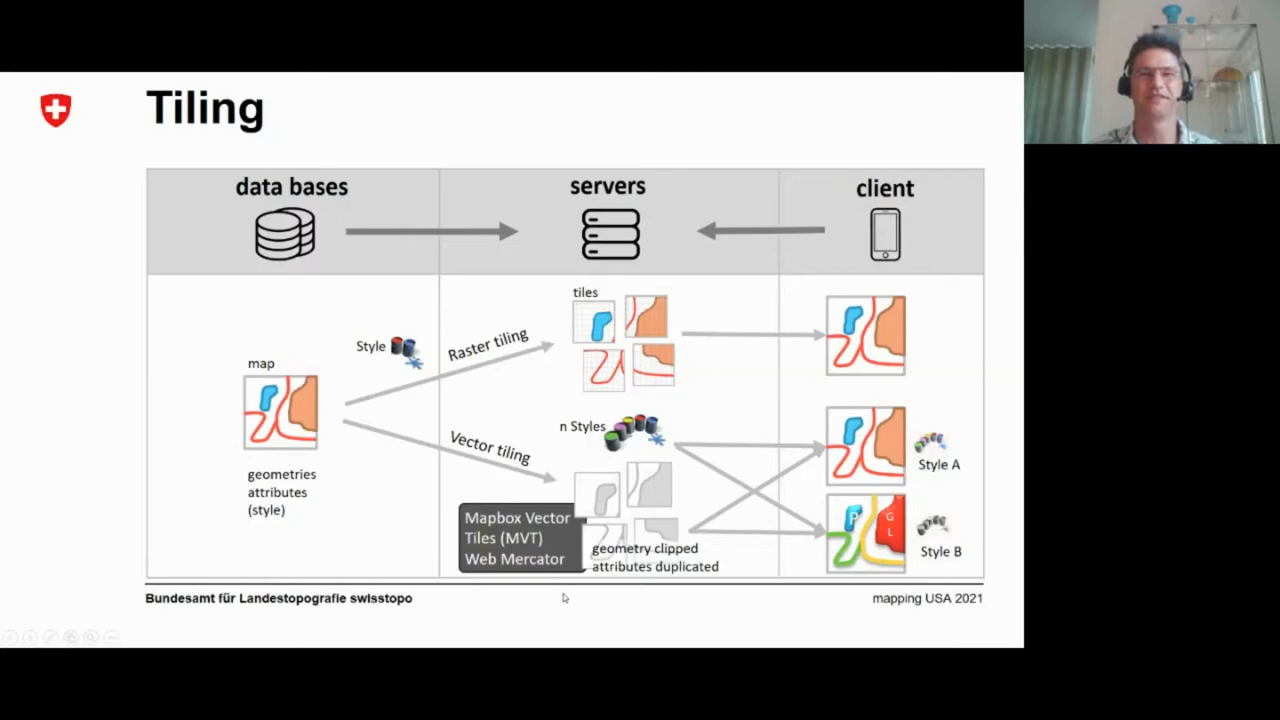 Tiling
data bases
servers
client
tiles
Style
Raster tiling
map
n Styles
Vector tiling
Style A
geometries
attributes
(style)
Mapbox Vector
Tiles (MVT)
Web Mercator
geometry clipped
attributes duplicated
P
G
L
Style B
Bundesamt für Landestopografie swisstopo
mapping USA 2021